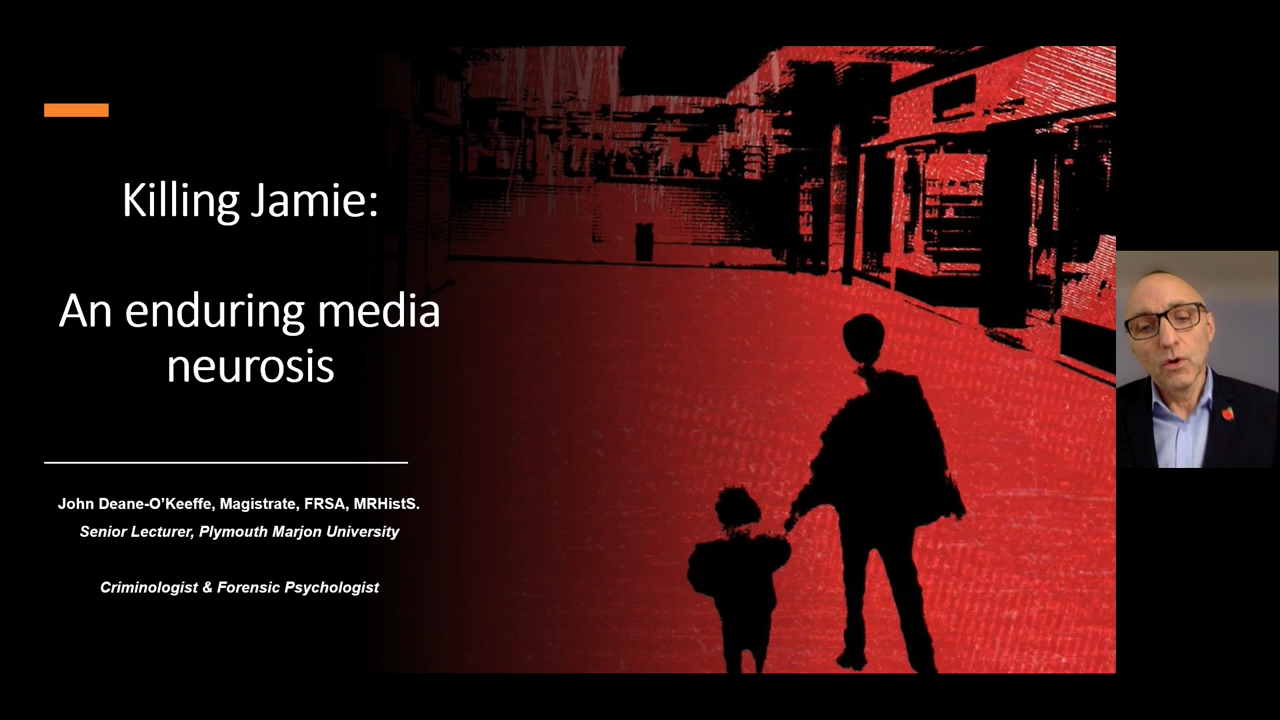 Killing Jamie:
An enduring media
neurosis
John Deane-O’Keeffe, Magistrate, FRSA, MRHistS.
Senior Lecturer, Plymouth Marjon University
Criminologist & Forensic Psychologist